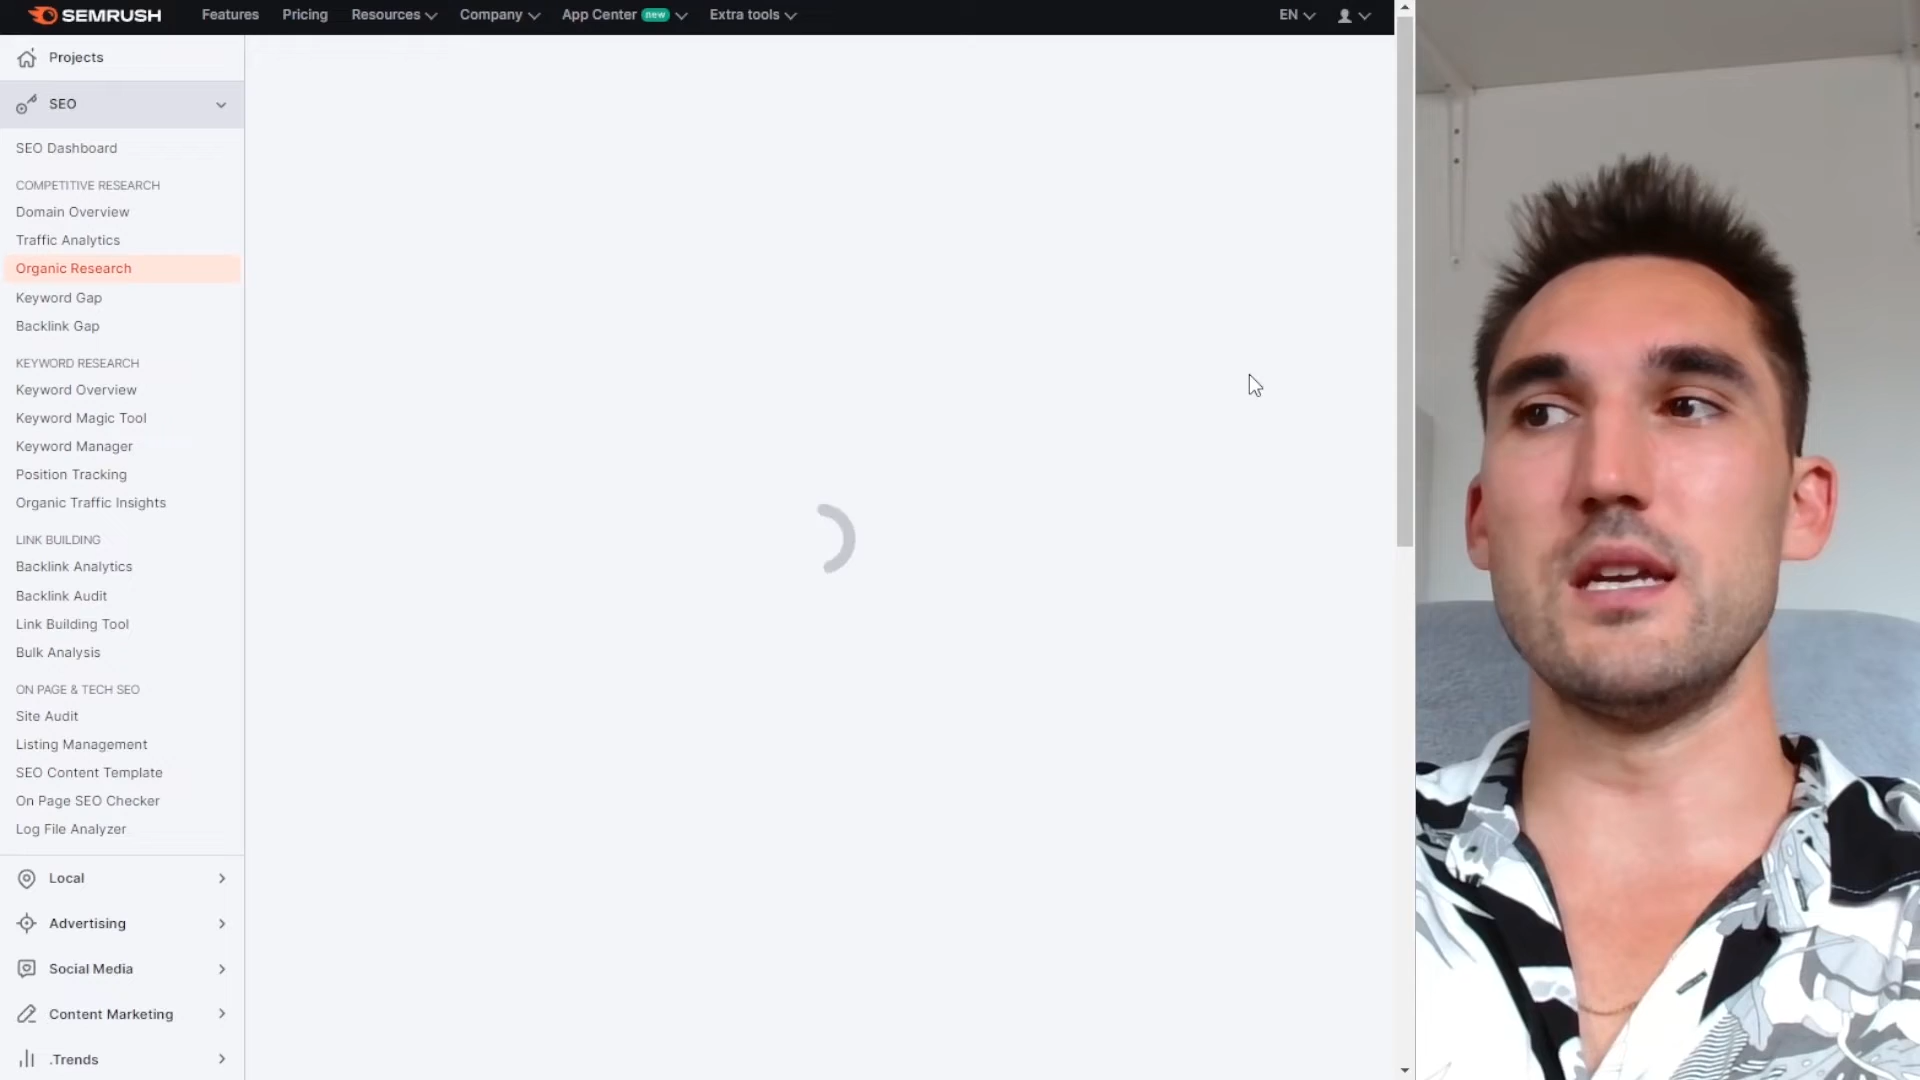 SEMRUSH
Features
Pricing
Resources
Company
App Center new
Extra tools
EN
Projects
SEO
SEO Dashboard
COMPETITIVE RESEARCH
Domain Overview
Traffic Analytics
Organic Research
Keyword Gap
Backlink Gap
KEYWORD RESEARCH
Keyword Overview
Keyword Magic Tool
Keyword Manager
Position Tracking
Organic Traffic Insights
LINK BUILDING
Backlink Analytics
Backlink Audit
Link Building Tool
Bulk Analysis
ON PAGE & TECH SEO
Site Audit
Listing Management
SEO Content Template
On Page SEO Checker
Log File Analyzer
Local
Advertising
Social Media
Content Marketing
.Trends